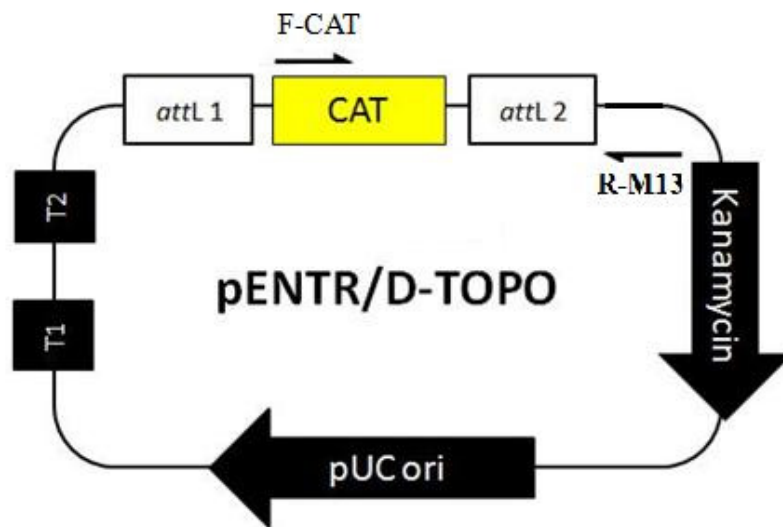 F-CAT
attL 1
CAT
attL 2
R-M13
T2
Kanamycin
pENTR/D-TOPO
T1
pUC ori